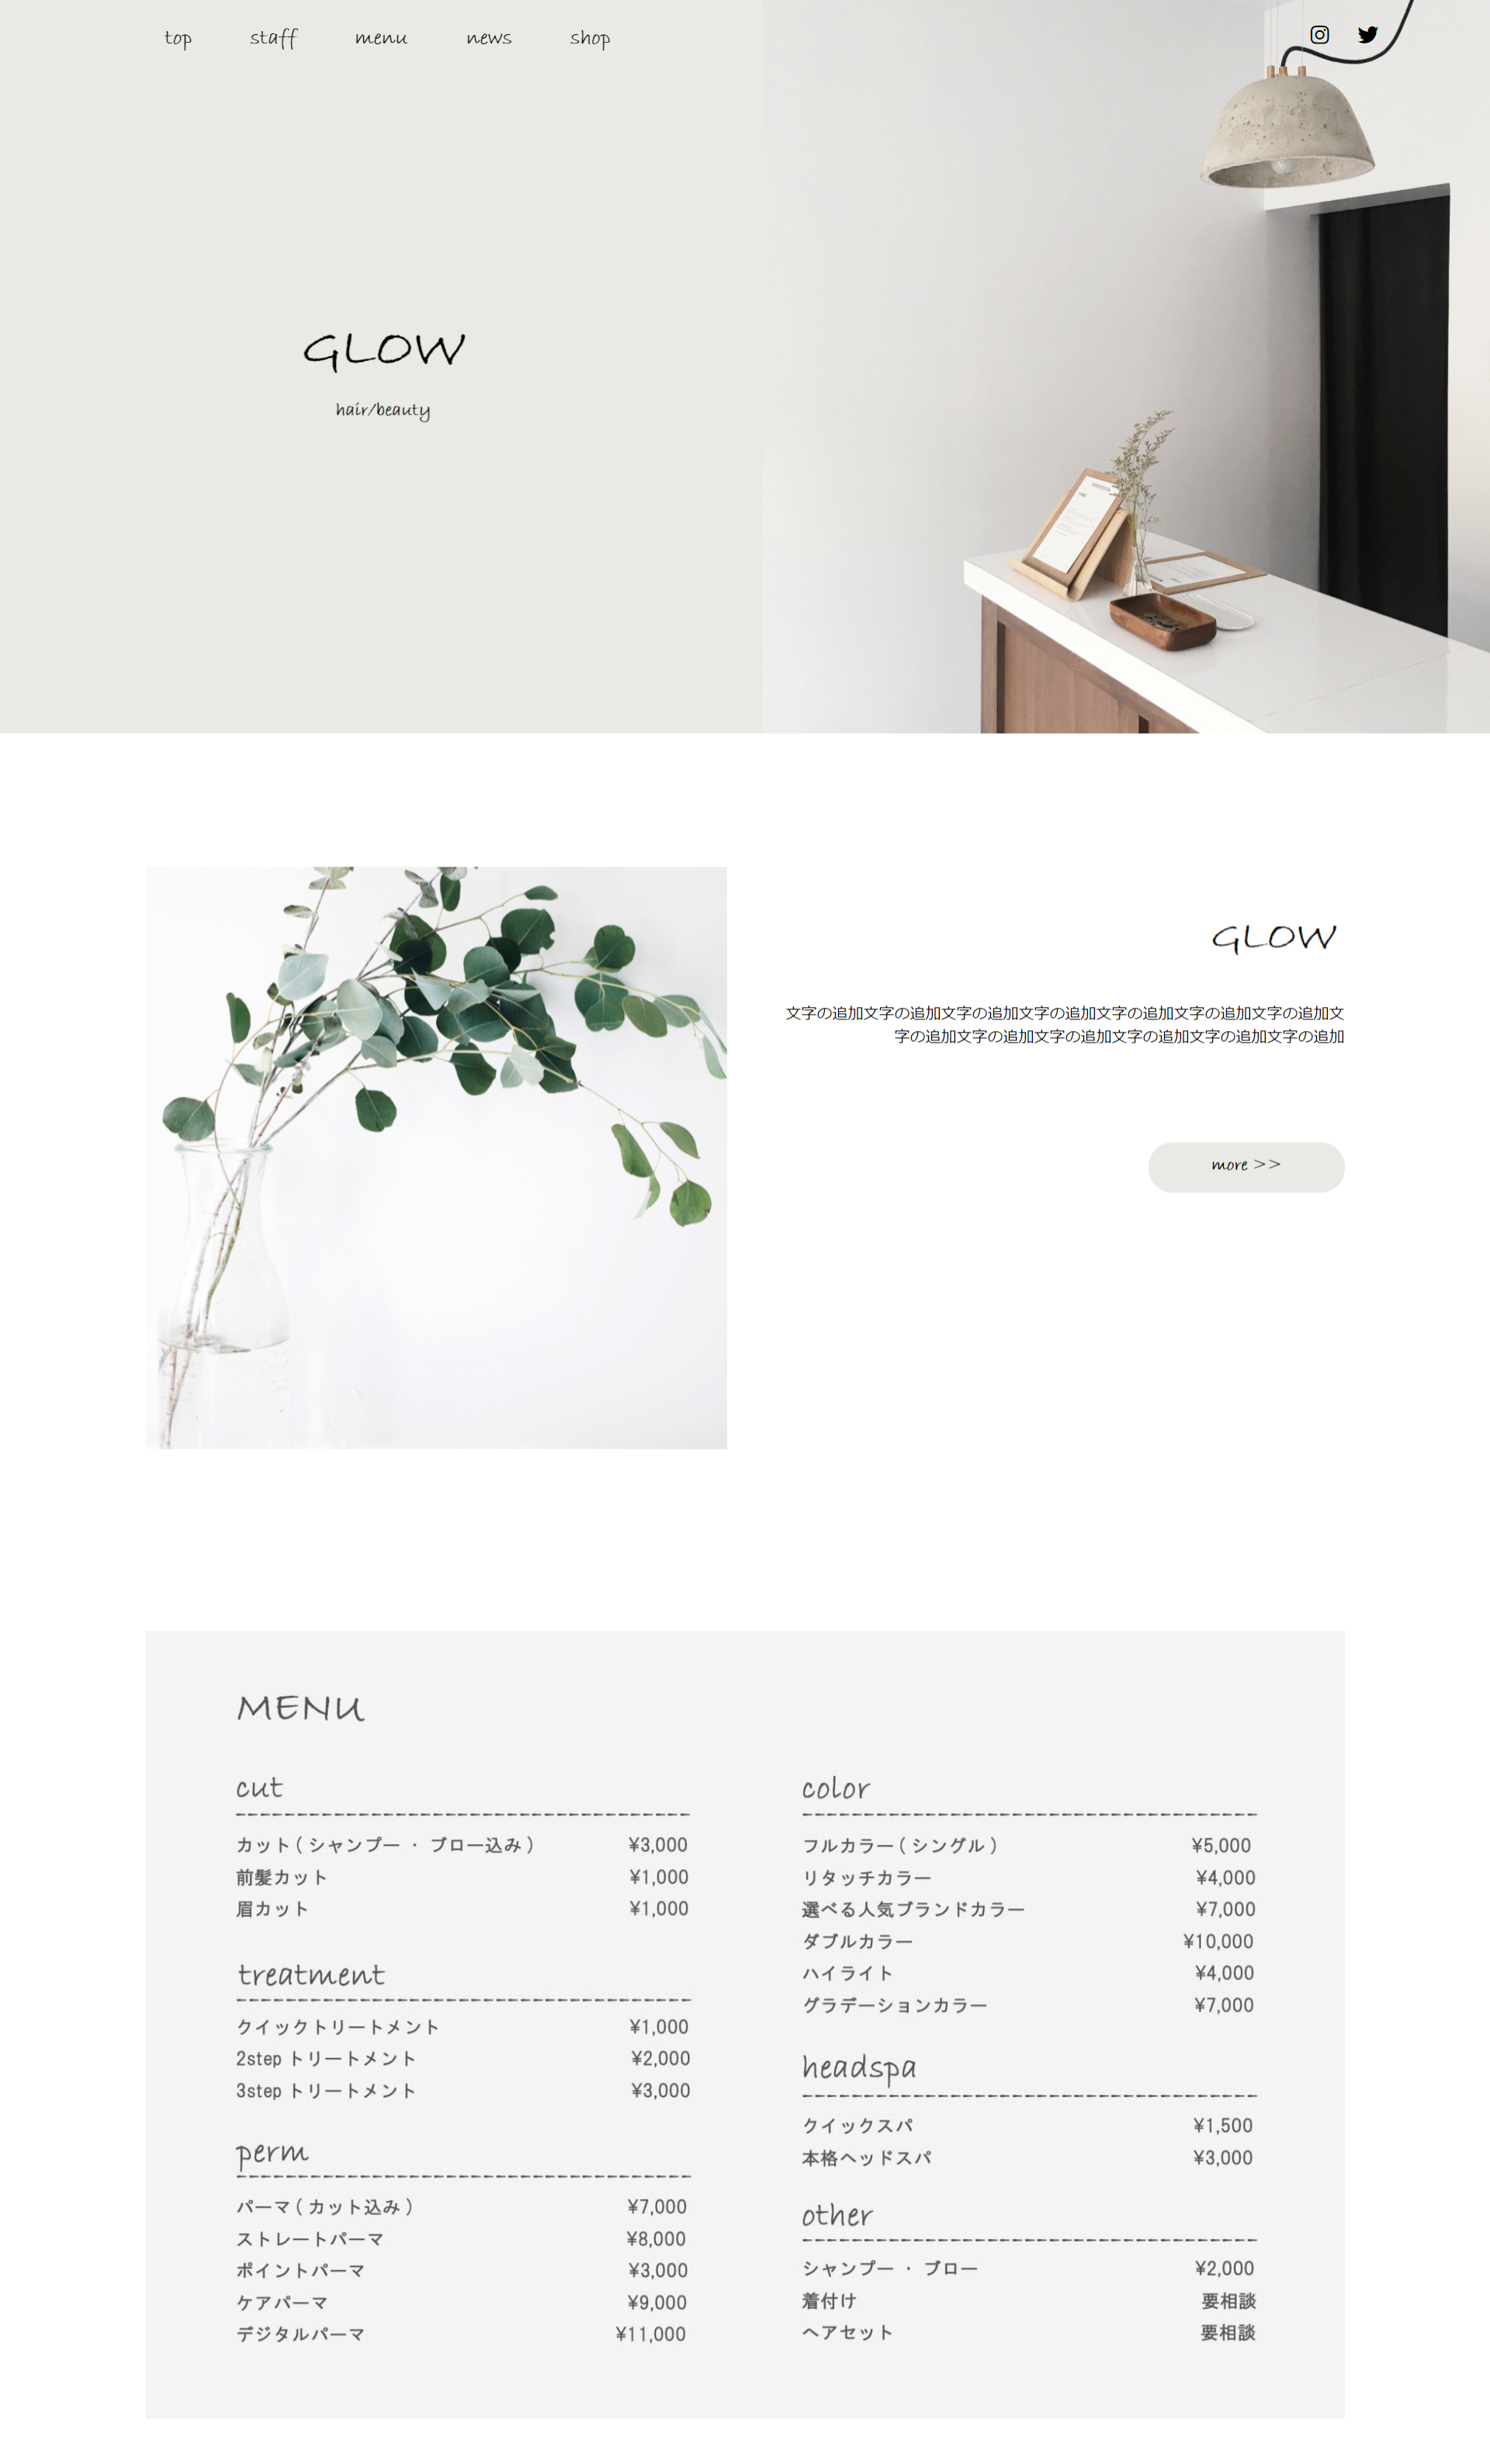 top staff menu news shop
GLOW
hair/beauty
GLOW
文字の追加文字の追加文字の追加文字の追加文字の追加文字の追加文字の追加文
字の追加文字の追加文字の追加文字の追加文字の追加文字の追加
more >>
MENU
cut
カット ( シャンプー ・ ブロー込み ) ¥3,000
前髪カット ¥1,000
眉カット ¥1,000
treatment
クイックトリートメント ¥1,000
2step トリートメント ¥2,000
3step トリートメント ¥3,000
perm
パーマ ( カット込み ) ¥7,000
ストレートパーマ ¥8,000
ポイントパーマ ¥3,000
ケアパーマ ¥9,000
デジタルパーマ ¥11,000
color
フルカラー ( シングル ) ¥5,000
リタッチカラー ¥4,000
選べる人気ブランドカラー ¥7,000
ダブルカラー ¥10,000
ハイライト ¥4,000
グラデーションカラー ¥7,000
headspa
クイックスパ ¥1,500
本格ヘッドスパ ¥3,000
other
シャンプー ・ ブロー ¥2,000
着付け 要相談
ヘアセット 要相談